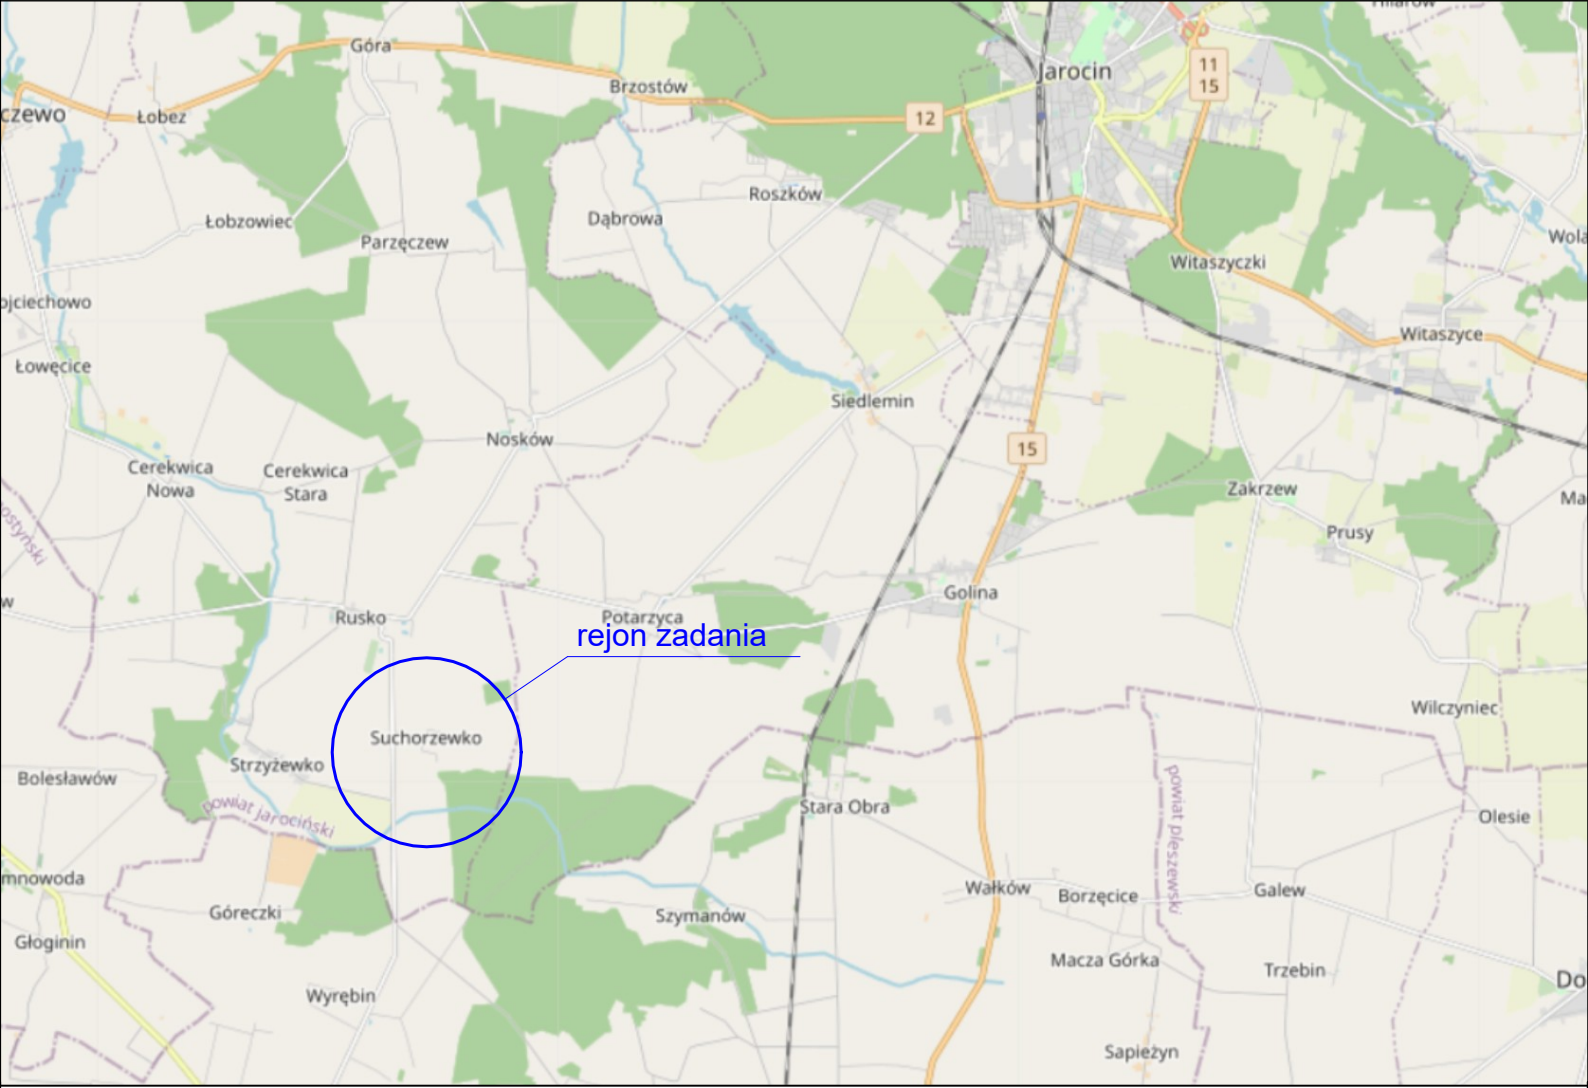 Góra
Jarocin
11
15
Brzostów
czewo
Łobez
12
Roszków
Łobzowiec
Dąbrowa
Parzęczew
Wola
Witaszyczki
ojciechowo
Witaszyce
Łowęcice
Siedlemin
Nosków
15
Cerekwica
Nowa
Cerekwica
Stara
Zakrzew
Ma
ostyński
Prusy
w
Golina
Rusko
Potarzyca
rejon zadania
Wilczyniec
Suchorzewko
Strzyżewko
Bolesławów
powiat jarociński
Stara Obra
powiat pleszewski
Olesie
mnowoda
Wałków
Borzęcice
Galew
Góreczki
Szymanów
Głoginin
Macza Górka
Trzebin
Do
Wyrębin
Sapieżyn